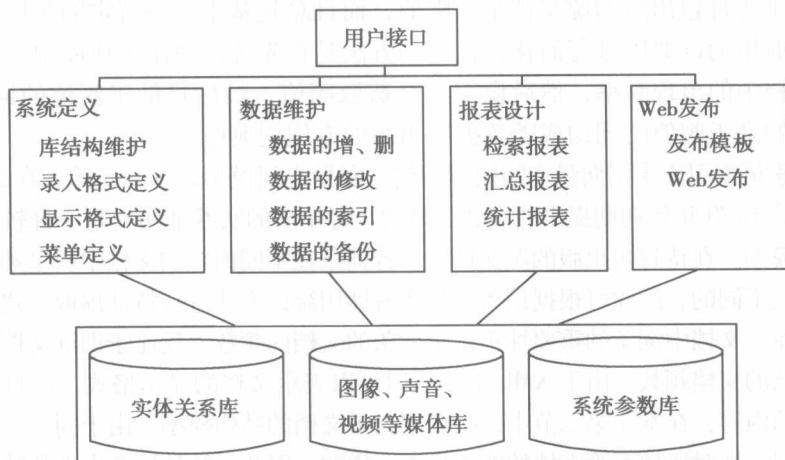 用户接口
系统定义
库结构维护
录入格式定义
显示格式定义
菜单定义
数据维护
数据的增、删
数据的修改
数据的索引
数据的备份
报表设计
检索报表
汇总报表
统计报表
Web发布
发布模板
Web发布
实体关系库
图像、声音、
视频等媒体库
系统参数库